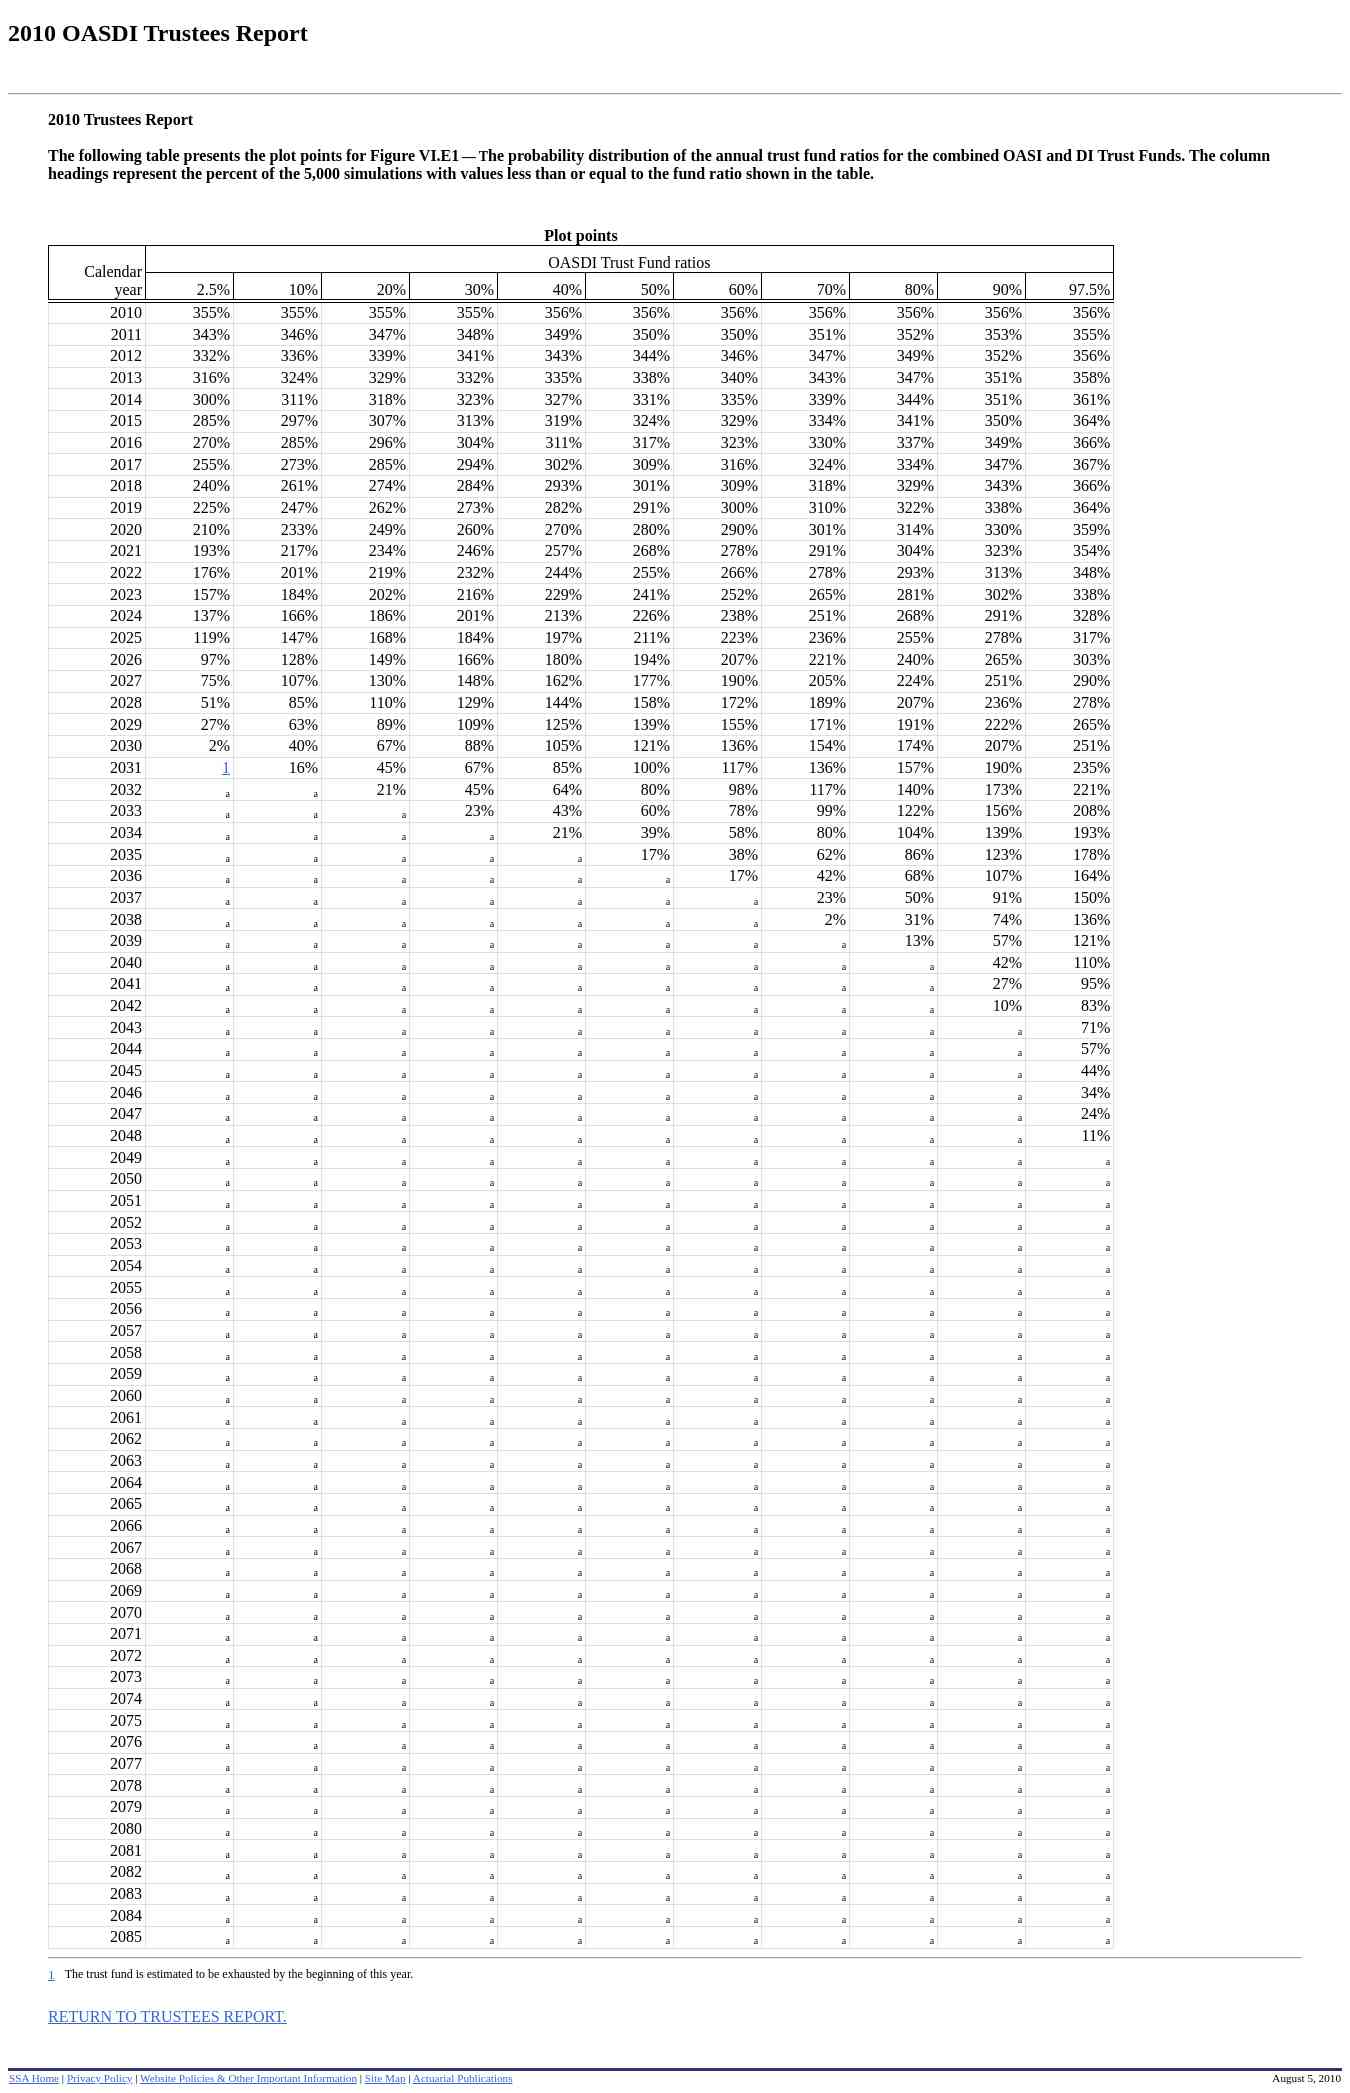 2010 OASDI Trustees Report
2010 Trustees Report
The following table presents the plot points for Figure VI.E1 — The probability distribution of the annual trust fund ratios for the combined OASI and DI Trust Funds. The column
headings represent the percent of the 5,000 simulations with values less than or equal to the fund ratio shown in the table.
Plot points
Calendar year OASDI Trust Fund ratios
2.5% 10% 20% 30% 40% 50% 60% 70% 80% 90% 97.5%
2010 355% 355% 355% 355% 356% 356% 356% 356% 356% 356% 356%
2011 343% 346% 347% 348% 349% 350% 350% 351% 352% 353% 355%
2012 332% 336% 339% 341% 343% 344% 346% 347% 349% 352% 356%
2013 316% 324% 329% 332% 335% 338% 340% 343% 347% 351% 358%
2014 300% 311% 318% 323% 327% 331% 335% 339% 344% 351% 361%
2015 285% 297% 307% 313% 319% 324% 329% 334% 341% 350% 364%
2016 270% 285% 296% 304% 311% 317% 323% 330% 337% 349% 366%
2017 255% 273% 285% 294% 302% 309% 316% 324% 334% 347% 367%
2018 240% 261% 274% 284% 293% 301% 309% 318% 329% 343% 366%
2019 225% 247% 262% 273% 282% 291% 300% 310% 322% 338% 364%
2020 210% 233% 249% 260% 270% 280% 290% 301% 314% 330% 359%
2021 193% 217% 234% 246% 257% 268% 278% 291% 304% 323% 354%
2022 176% 201% 219% 232% 244% 255% 266% 278% 293% 313% 348%
2023 157% 184% 202% 216% 229% 241% 252% 265% 281% 302% 338%
2024 137% 166% 186% 201% 213% 226% 238% 251% 268% 291% 328%
2025 119% 147% 168% 184% 197% 211% 223% 236% 255% 278% 317%
2026 97% 128% 149% 166% 180% 194% 207% 221% 240% 265% 303%
2027 75% 107% 130% 148% 162% 177% 190% 205% 224% 251% 290%
2028 51% 85% 110% 129% 144% 158% 172% 189% 207% 236% 278%
2029 27% 63% 89% 109% 125% 139% 155% 171% 191% 222% 265%
2030 2% 40% 67% 88% 105% 121% 136% 154% 174% 207% 251%
2031 1 16% 45% 67% 85% 100% 117% 136% 157% 190% 235%
2032 a a 21% 45% 64% 80% 98% 117% 140% 173% 221%
2033 a a a 23% 43% 60% 78% 99% 122% 156% 208%
2034 a a a a 21% 39% 58% 80% 104% 139% 193%
2035 a a a a a 17% 38% 62% 86% 123% 178%
2036 a a a a a a 17% 42% 68% 107% 164%
2037 a a a a a a a 23% 50% 91% 150%
2038 a a a a a a a 2% 31% 74% 136%
2039 a a a a a a a a 13% 57% 121%
2040 a a a a a a a a a 42% 110%
2041 a a a a a a a a a 27% 95%
2042 a a a a a a a a a 10% 83%
2043 a a a a a a a a a a 71%
2044 a a a a a a a a a a 57%
2045 a a a a a a a a a a 44%
2046 a a a a a a a a a a 34%
2047 a a a a a a a a a a 24%
2048 a a a a a a a a a a 11%
2049 a a a a a a a a a a a
2050 a a a a a a a a a a a
2051 a a a a a a a a a a a
2052 a a a a a a a a a a a
2053 a a a a a a a a a a a
2054 a a a a a a a a a a a
2055 a a a a a a a a a a a
2056 a a a a a a a a a a a
2057 a a a a a a a a a a a
2058 a a a a a a a a a a a
2059 a a a a a a a a a a a
2060 a a a a a a a a a a a
2061 a a a a a a a a a a a
2062 a a a a a a a a a a a
2063 a a a a a a a a a a a
2064 a a a a a a a a a a a
2065 a a a a a a a a a a a
2066 a a a a a a a a a a a
2067 a a a a a a a a a a a
2068 a a a a a a a a a a a
2069 a a a a a a a a a a a
2070 a a a a a a a a a a a
2071 a a a a a a a a a a a
2072 a a a a a a a a a a a
2073 a a a a a a a a a a a
2074 a a a a a a a a a a a
2075 a a a a a a a a a a a
2076 a a a a a a a a a a a
2077 a a a a a a a a a a a
2078 a a a a a a a a a a a
2079 a a a a a a a a a a a
2080 a a a a a a a a a a a
2081 a a a a a a a a a a a
2082 a a a a a a a a a a a
2083 a a a a a a a a a a a
2084 a a a a a a a a a a a
2085 a a a a a a a a a a a
1 The trust fund is estimated to be exhausted by the beginning of this year.
RETURN TO TRUSTEES REPORT.
SSA Home | Privacy Policy | Website Policies & Other Important Information | Site Map | Actuarial Publications August 5, 2010